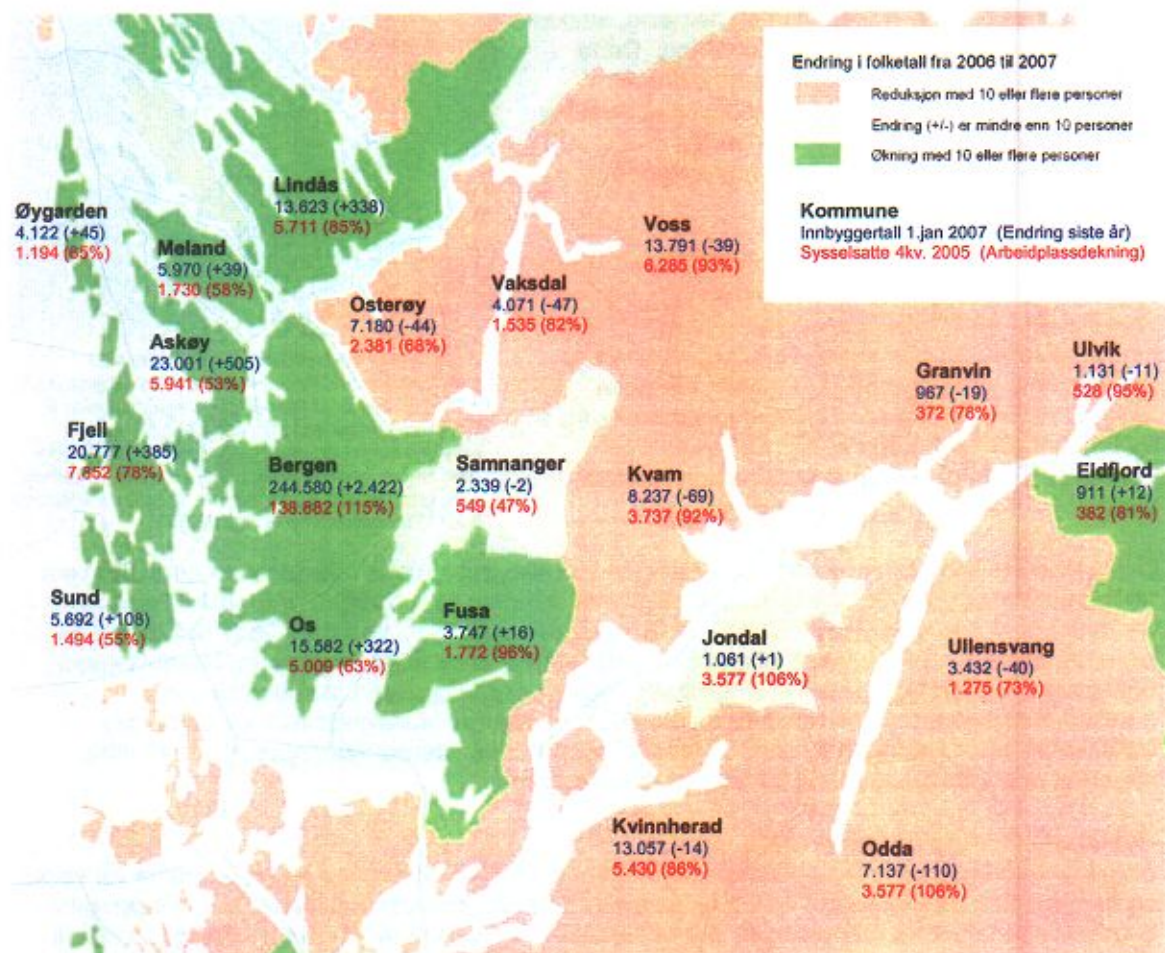 Endring i folketall fra 2006 til 2007
Reduksjon med 10 eller flere personer
Endring (+/-) er mindre enn 10 personer
Økning med 10 eller flere personer
Kommune
Innbyggertall 1.jan 2007 (Endring siste år)
Sysselsatte 4kv. 2005 (Arbeidplassdekning)
Lindås
13.623 (+338)
5.711 (85%)
Øygarden
4.122 (+45)
1.194 (65%)
Meland
5.970 (+39)
1.730 (58%)
Voss
13.791 (-39)
6.285 (93%)
Vaksdal
4.071 (-47)
1.535 (82%)
Osterøy
7.180 (-44)
2.381 (68%)
Askøy
23.001 (+505)
5.941 (53%)
Ulvik
1.131 (-11)
528 (95%)
Granvin
967 (-19)
372 (78%)
Fjell
20.777 (+385)
7.652 (78%)
Bergen
244.580 (+2.422)
138.882 (115%)
Samnanger
2.339 (-2)
549 (47%)
Kvam
8.237 (-69)
3.737 (92%)
Eidfjord
911 (+12)
382 (81%)
Sund
5.692 (+108)
1.494 (55%)
Os
15.582 (+322)
5.009 (63%)
Fusa
3.747 (+16)
1.772 (96%)
Jondal
1.061 (+1)
3.577 (106%)
Ullensvang
3.432 (-40)
1.275 (73%)
Kvinnherad
13.057 (-14)
5.430 (86%)
Odda
7.137 (-110)
3.577 (106%)